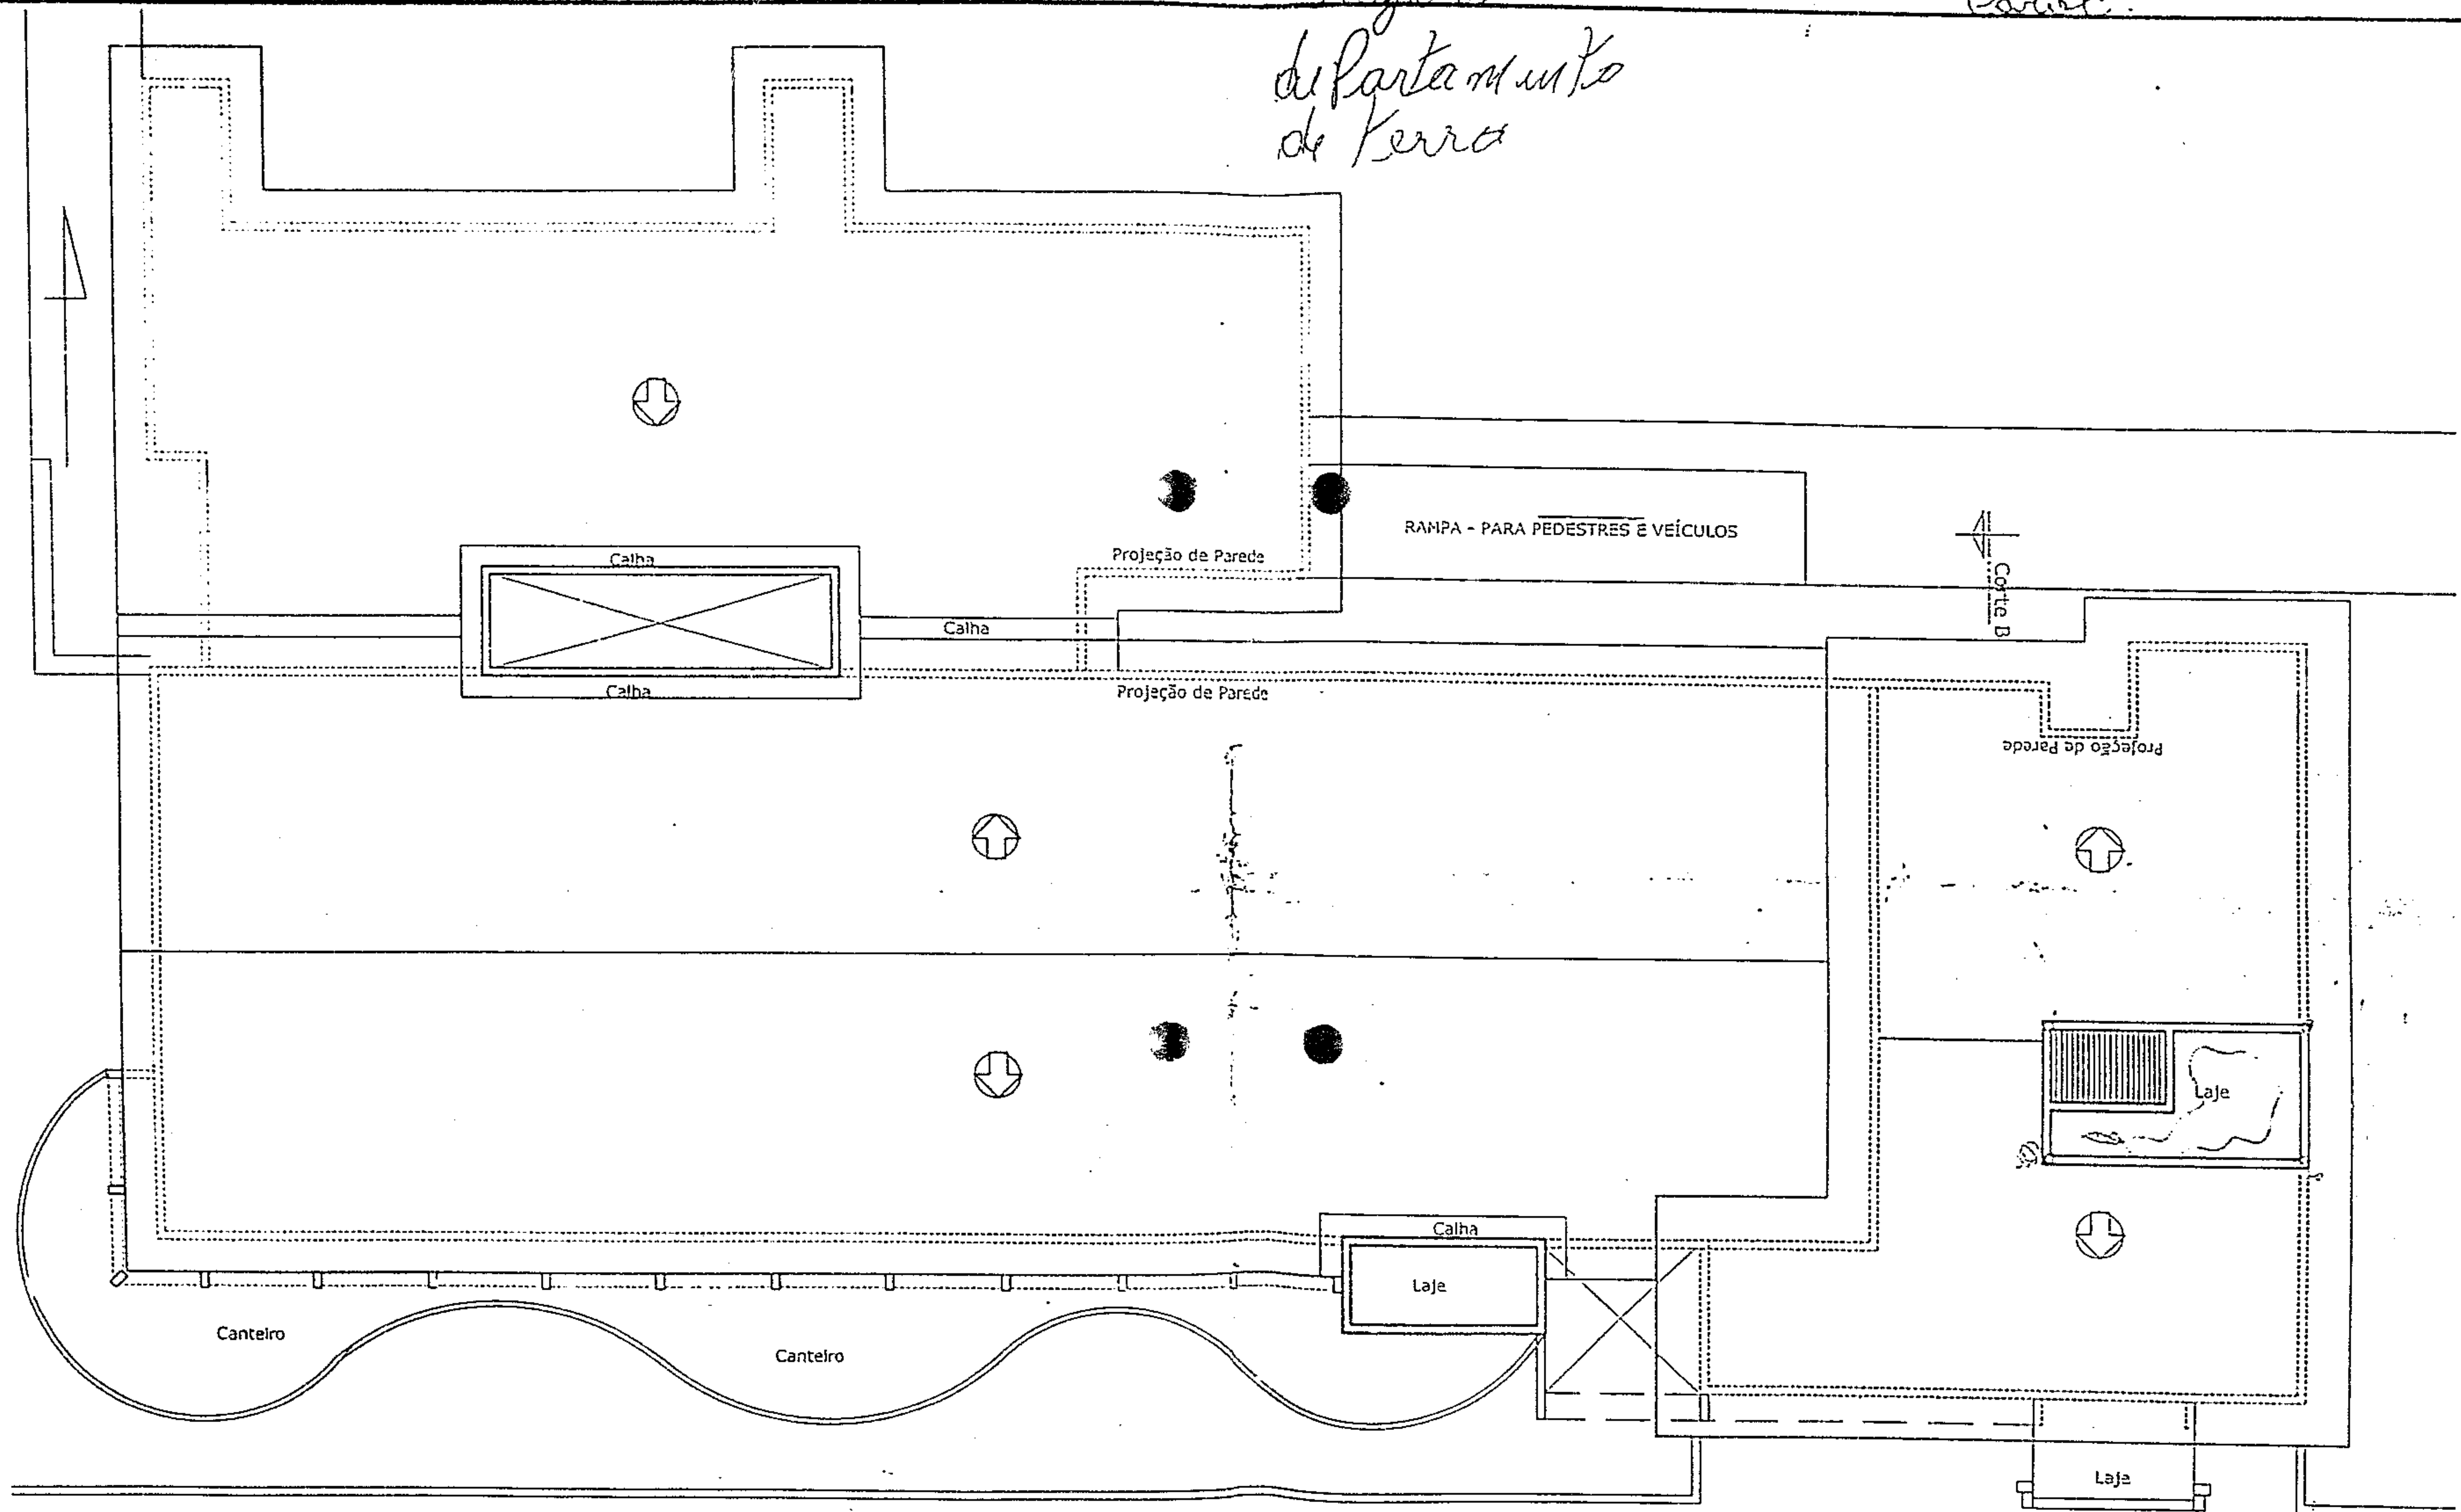 dePartamento
de terra
RAMPA - PARA PEDESTRES E VEÍCULOS
Corte B
Calha
Projeção de Parede
Calha
Calha
Projeção de Parede
Projeção de Parede
Laje
Calha
Laje
Canteiro
Canteiro
Laje